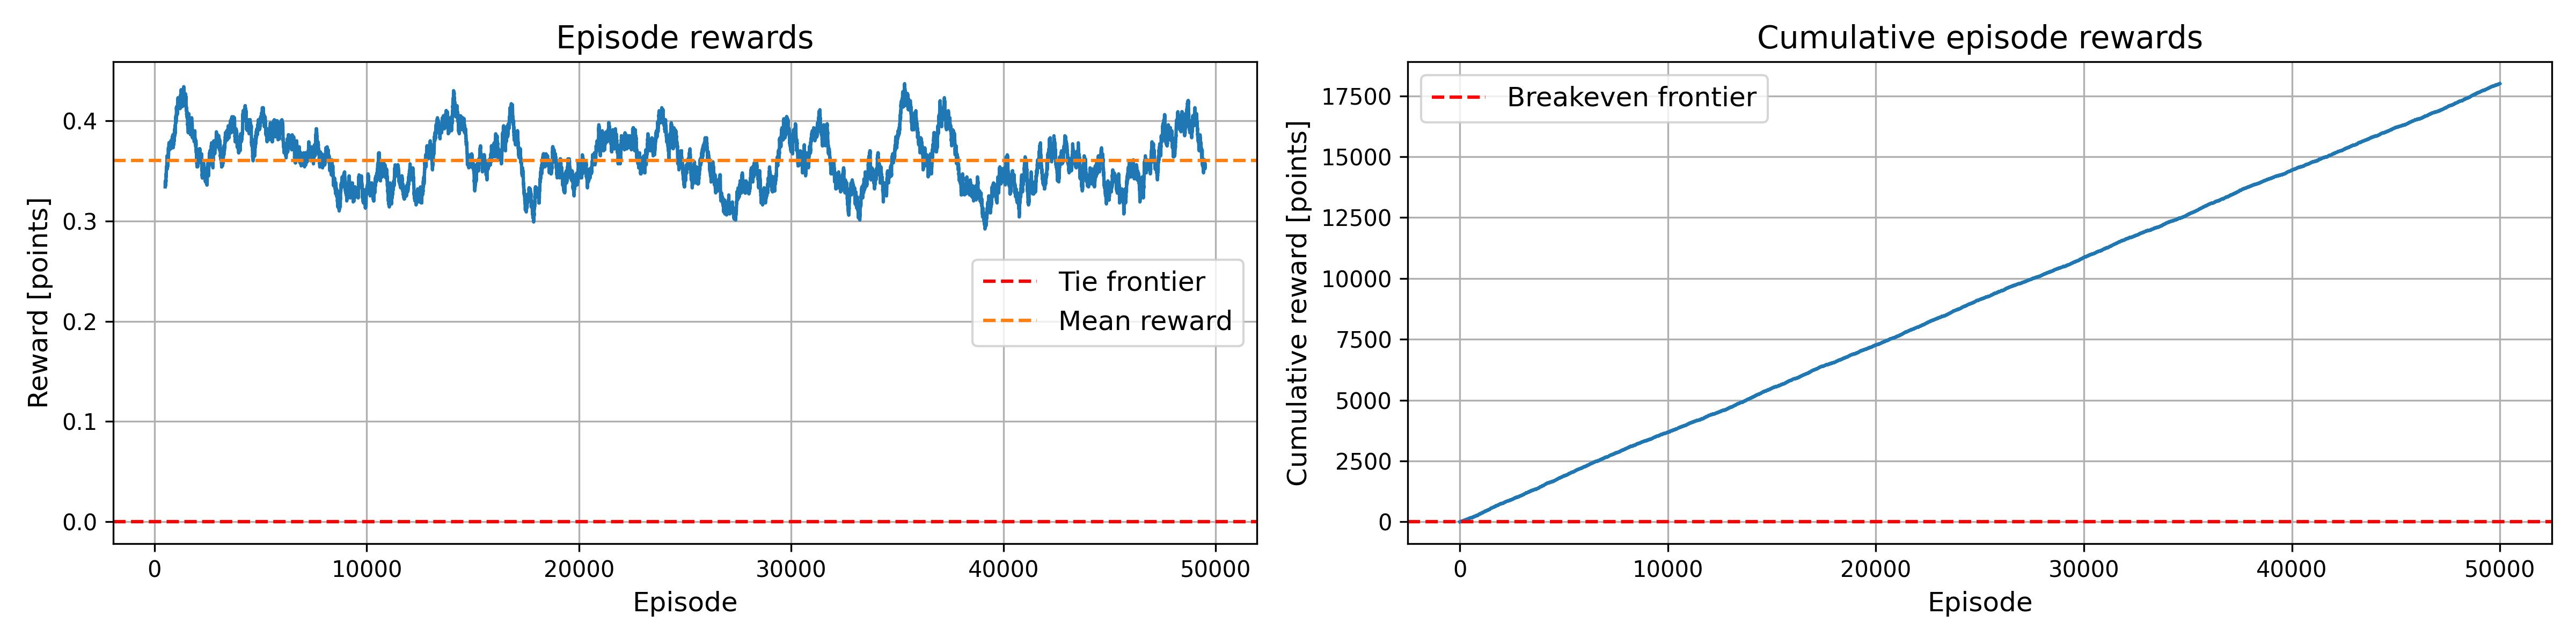 Episode rewards
Reward [points]
0.4
0.3
0.2
0.1
0.0
Tie frontier
Mean reward
0
10000
20000
30000
40000
50000
Episode
Cumulative episode rewards
Cumulative reward [points]
Breakeven frontier
17500
15000
12500
10000
7500
5000
2500
0
0
10000
20000
30000
40000
50000
Episode